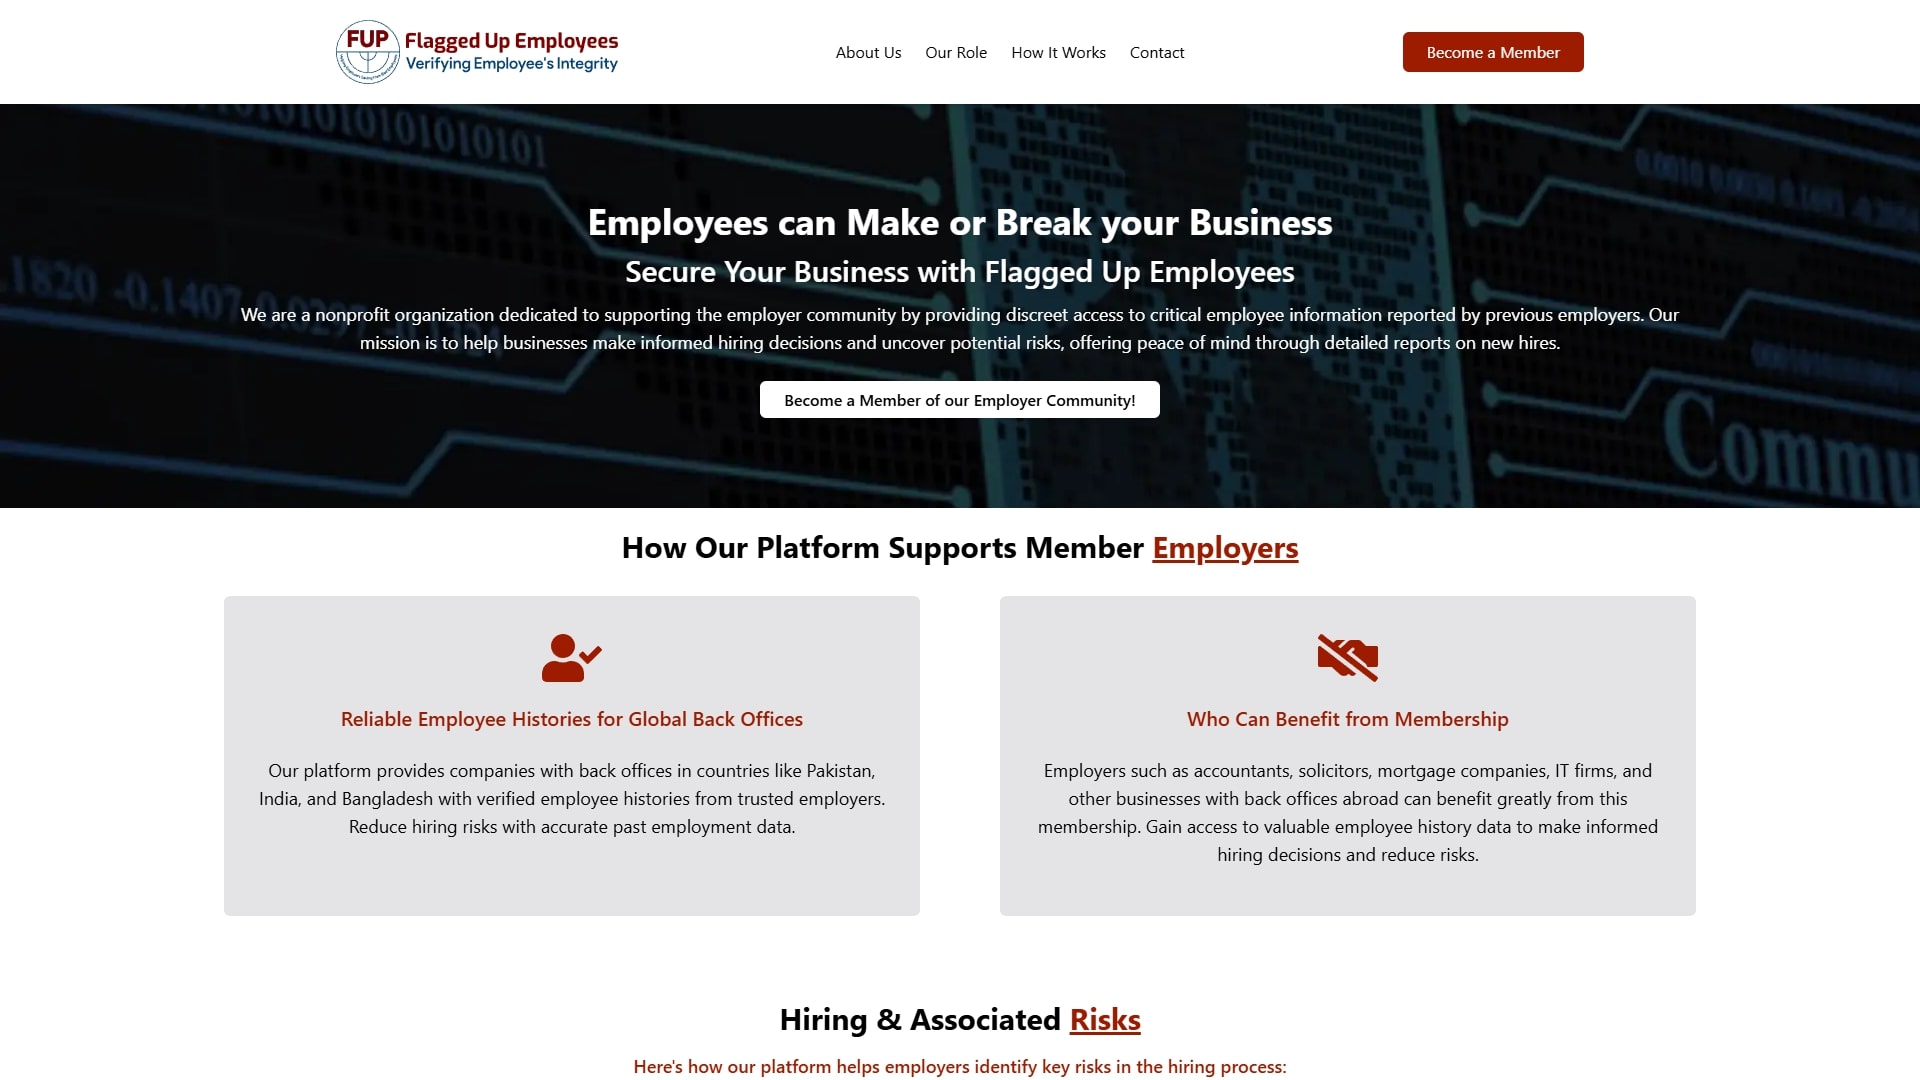 FUP
Flagged Up Employees
Verifying Employee's Integrity
About Us
Our Role
How It Works
Contact
Become a Member
Employees can Make or Break your Business
Secure Your Business with Flagged Up Employees
We are a nonprofit organization dedicated to supporting the employer community by providing discreet access to critical employee information reported by previous employers. Our
mission is to help businesses make informed hiring decisions and uncover potential risks, offering peace of mind through detailed reports on new hires.
Become a Member of our Employer Community!
How Our Platform Supports Member Employers
Reliable Employee Histories for Global Back Offices
Our platform provides companies with back offices in countries like Pakistan,
India, and Bangladesh with verified employee histories from trusted employers.
Reduce hiring risks with accurate past employment data.
Who Can Benefit from Membership
Employers such as accountants, solicitors, mortgage companies, IT firms, and
other businesses with back offices abroad can benefit greatly from this
membership. Gain access to valuable employee history data to make informed
hiring decisions and reduce risks.
Hiring & Associated Risks
Here's how our platform helps employers identify key risks in the hiring process: